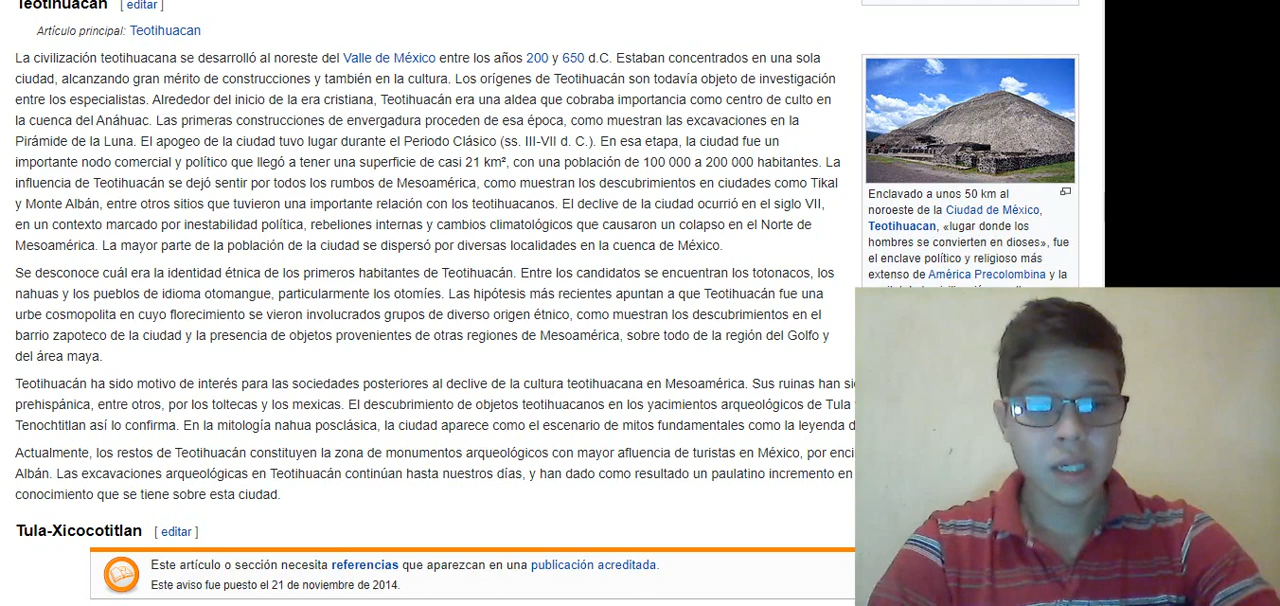 Teotihuacán [ editar ]
Artículo principal: Teotihuacan
La civilización teotihuacana se desarrolló al noreste del Valle de México entre los años 200 y 650 d.C. Estaban concentrados en una sola
ciudad, alcanzando gran mérito de construcciones y también en la cultura. Los orígenes de Teotihuacán son todavía objeto de investigación
entre los especialistas. Alrededor del inicio de la era cristiana, Teotihuacán era una aldea que cobraba importancia como centro de culto en
la cuenca del Anáhuac. Las primeras construcciones de envergadura proceden de esa época, como muestran las excavaciones en la
Pirámide de la Luna. El apogeo de la ciudad tuvo lugar durante el Periodo Clásico (ss. III-VII d. C.). En esa etapa, la ciudad fue un
importante nodo comercial y político que llegó a tener una superficie de casi 21 km², con una población de 100 000 a 200 000 habitantes. La
influencia de Teotihuacán se dejó sentir por todos los rumbos de Mesoamérica, como muestran los descubrimientos en ciudades como Tikal
y Monte Albán, entre otros sitios que tuvieron una importante relación con los teotihuacanos. El declive de la ciudad ocurrió en el siglo VII,
en un contexto marcado por inestabilidad política, rebeliones internas y cambios climatológicos que causaron un colapso en el Norte de
Mesoamérica. La mayor parte de la población de la ciudad se dispersó por diversas localidades en la cuenca de México.
Se desconoce cuál era la identidad étnica de los primeros habitantes de Teotihuacán. Entre los candidatos se encuentran los totonacos, los
nahuas y los pueblos de idioma otomangue, particularmente los otomíes. Las hipótesis más recientes apuntan a que Teotihuacán fue una
urbe cosmopolita en cuyo florecimiento se vieron involucrados grupos de diverso origen étnico, como muestran los descubrimientos en el
barrio zapoteco de la ciudad y la presencia de objetos provenientes de otras regiones de Mesoamérica, sobre todo de la región del Golfo y
del área maya.
Teotihuacán ha sido motivo de interés para las sociedades posteriores al declive de la cultura teotihuacana en Mesoamérica. Sus ruinas han
prehispánica, entre otros, por los toltecas y los mexicas. El descubrimiento de objetos teotihuacanos en los yacimientos arqueológicos de Tula
Tenochtitlan así lo confirma. En la mitología nahua posclásica, la ciudad aparece como el escenario de mitos fundamentales como la leyenda
Actualmente, los restos de Teotihuacán constituyen la zona de monumentos arqueológicos con mayor afluencia de turistas en México, por
Albán. Las excavaciones arqueológicas en Teotihuacán continúan hasta nuestros días, y han dado como resultado un paulatino incremento en
conocimiento que se tiene sobre esta ciudad.
Tula-Xicocotitlan [ editar ]
Este artículo o sección necesita referencias que aparezcan en una publicación acreditada.
Este aviso fue puesto el 21 de noviembre de 2014.
Enclavado a unos 50 km al
noroeste de la Ciudad de México,
Teotihuacan, «lugar donde los
hombres se convierten en dioses», fue
el enclave político y religioso más
extenso de América Precolombina y la